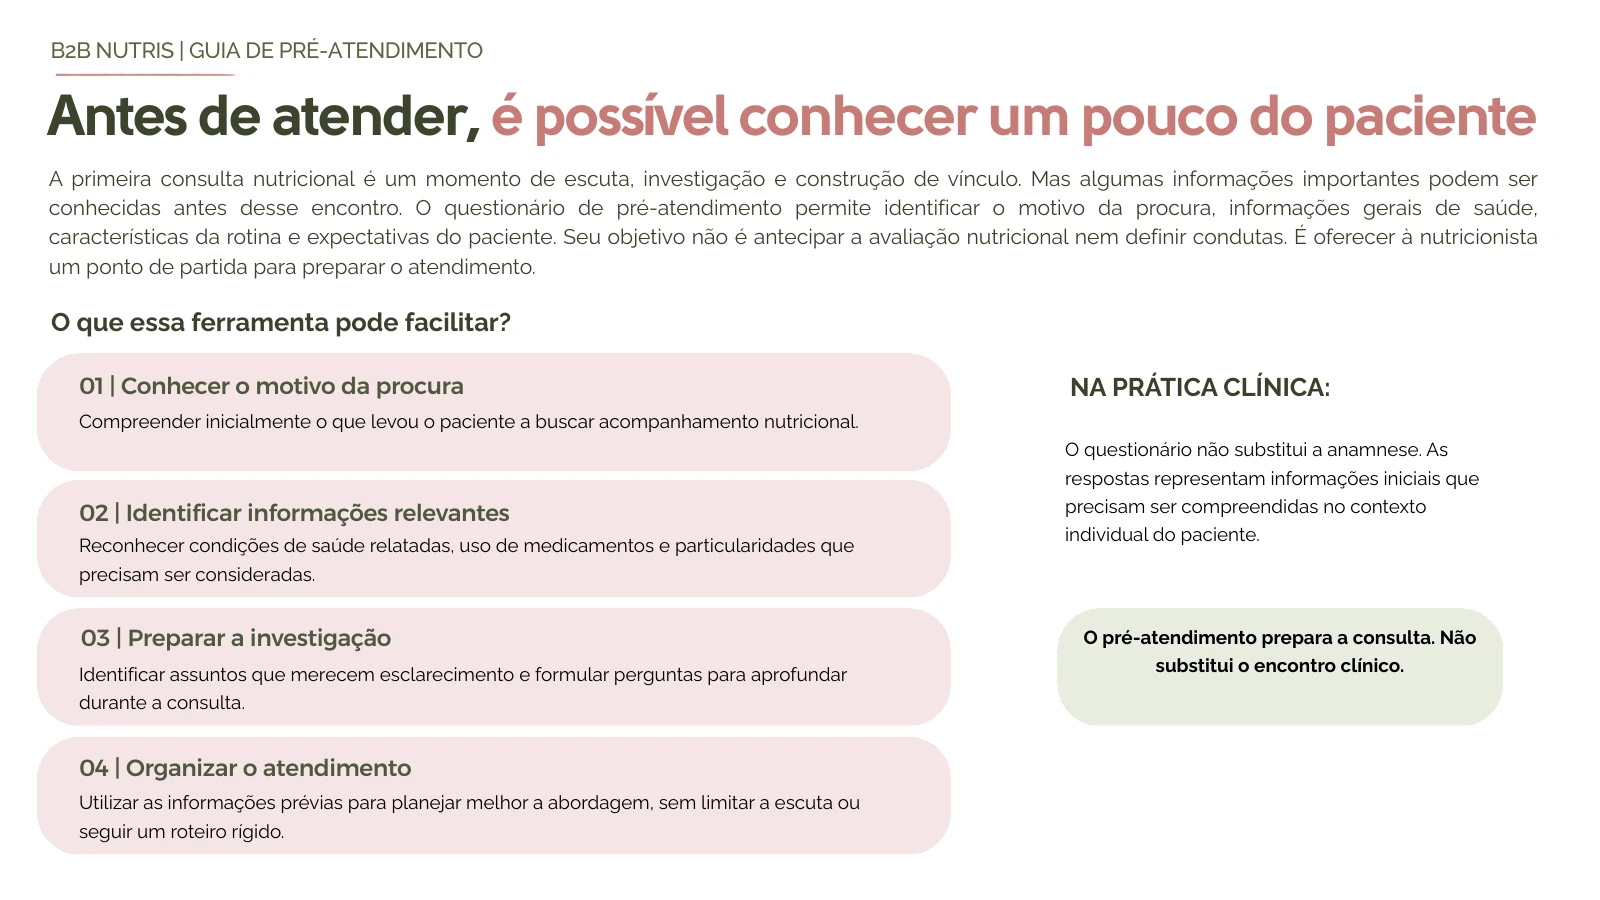 B2B NUTRIS | GUIA DE PRÉ-ATENDIMENTO
Antes de atender, é possível conhecer um pouco do paciente
A primeira consulta nutricional é um momento de escuta, investigação e construção de vínculo. Mas algumas informações importantes podem ser
conhecidas antes desse encontro. O questionário de pré-atendimento permite identificar o motivo da procura, informações gerais de saúde,
características da rotina e expectativas do paciente. Seu objetivo não é antecipar a avaliação nutricional nem definir condutas. É oferecer à nutricionista
um ponto de partida para preparar o atendimento.
O que essa ferramenta pode facilitar?
01 | Conhecer o motivo da procura
Compreender inicialmente o que levou o paciente a buscar acompanhamento nutricional.
02 | Identificar informações relevantes
Reconhecer condições de saúde relatadas, uso de medicamentos e particularidades que
precisam ser consideradas.
03 | Preparar a investigação
Identificar assuntos que merecem esclarecimento e formular perguntas para aprofundar
durante a consulta.
04 | Organizar o atendimento
Utilizar as informações prévias para planejar melhor a abordagem, sem limitar a escuta ou
seguir um roteiro rígido.
NA PRÁTICA CLÍNICA:
O questionário não substitui a anamnese. As
respostas representam informações iniciais que
precisam ser compreendidas no contexto
individual do paciente.
O pré-atendimento prepara a consulta. Não
substitui o encontro clínico.